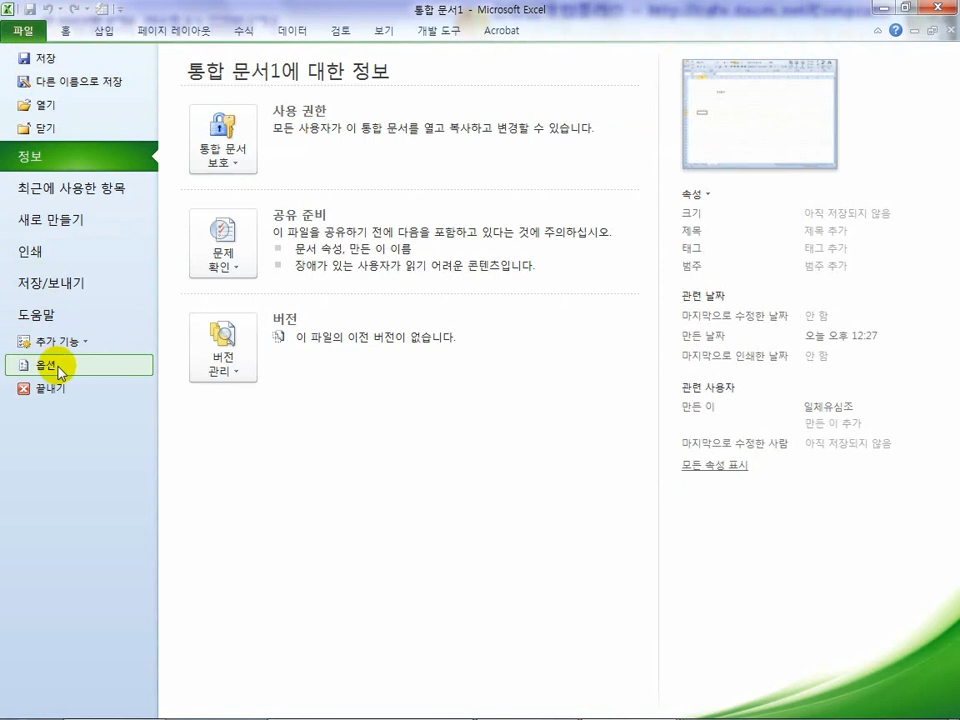 통합 문서1 - Microsoft Excel
파일 홈 삽입 페이지 레이아웃 수식 데이터 검토 보기 개발 도구 Acrobat
저장
다른 이름으로 저장
열기
닫기
정보
최근에 사용한 항목
새로 만들기
인쇄
저장/보내기
도움말
추가 기능
옵션
끝내기
통합 문서1에 대한 정보
통합 문서
보호
사용 권한
모든 사용자가 이 통합 문서를 열고 복사하고 변경할 수 있습니다.
문제
확인
공유 준비
이 파일을 공유하기 전에 다음을 포함하고 있다는 것에 주의하십시오.
문서 속성, 만든 이 이름
장애가 있는 사용자가 읽기 어려운 콘텐츠입니다.
버전
관리
버전
이 파일의 이전 버전이 없습니다.
속성
크기 아직 저장되지 않음
제목 제목 추가
태그 태그 추가
범주 범주 추가
관련 날짜
마지막으로 수정한 날짜 안 함
만든 날짜 오늘 오후 12:27
마지막으로 인쇄한 날짜 안 함
관련 사용자
만든 이 일체유심조
만든 이 추가
마지막으로 수정한 사람 아직 저장되지 않음
모든 속성 표시